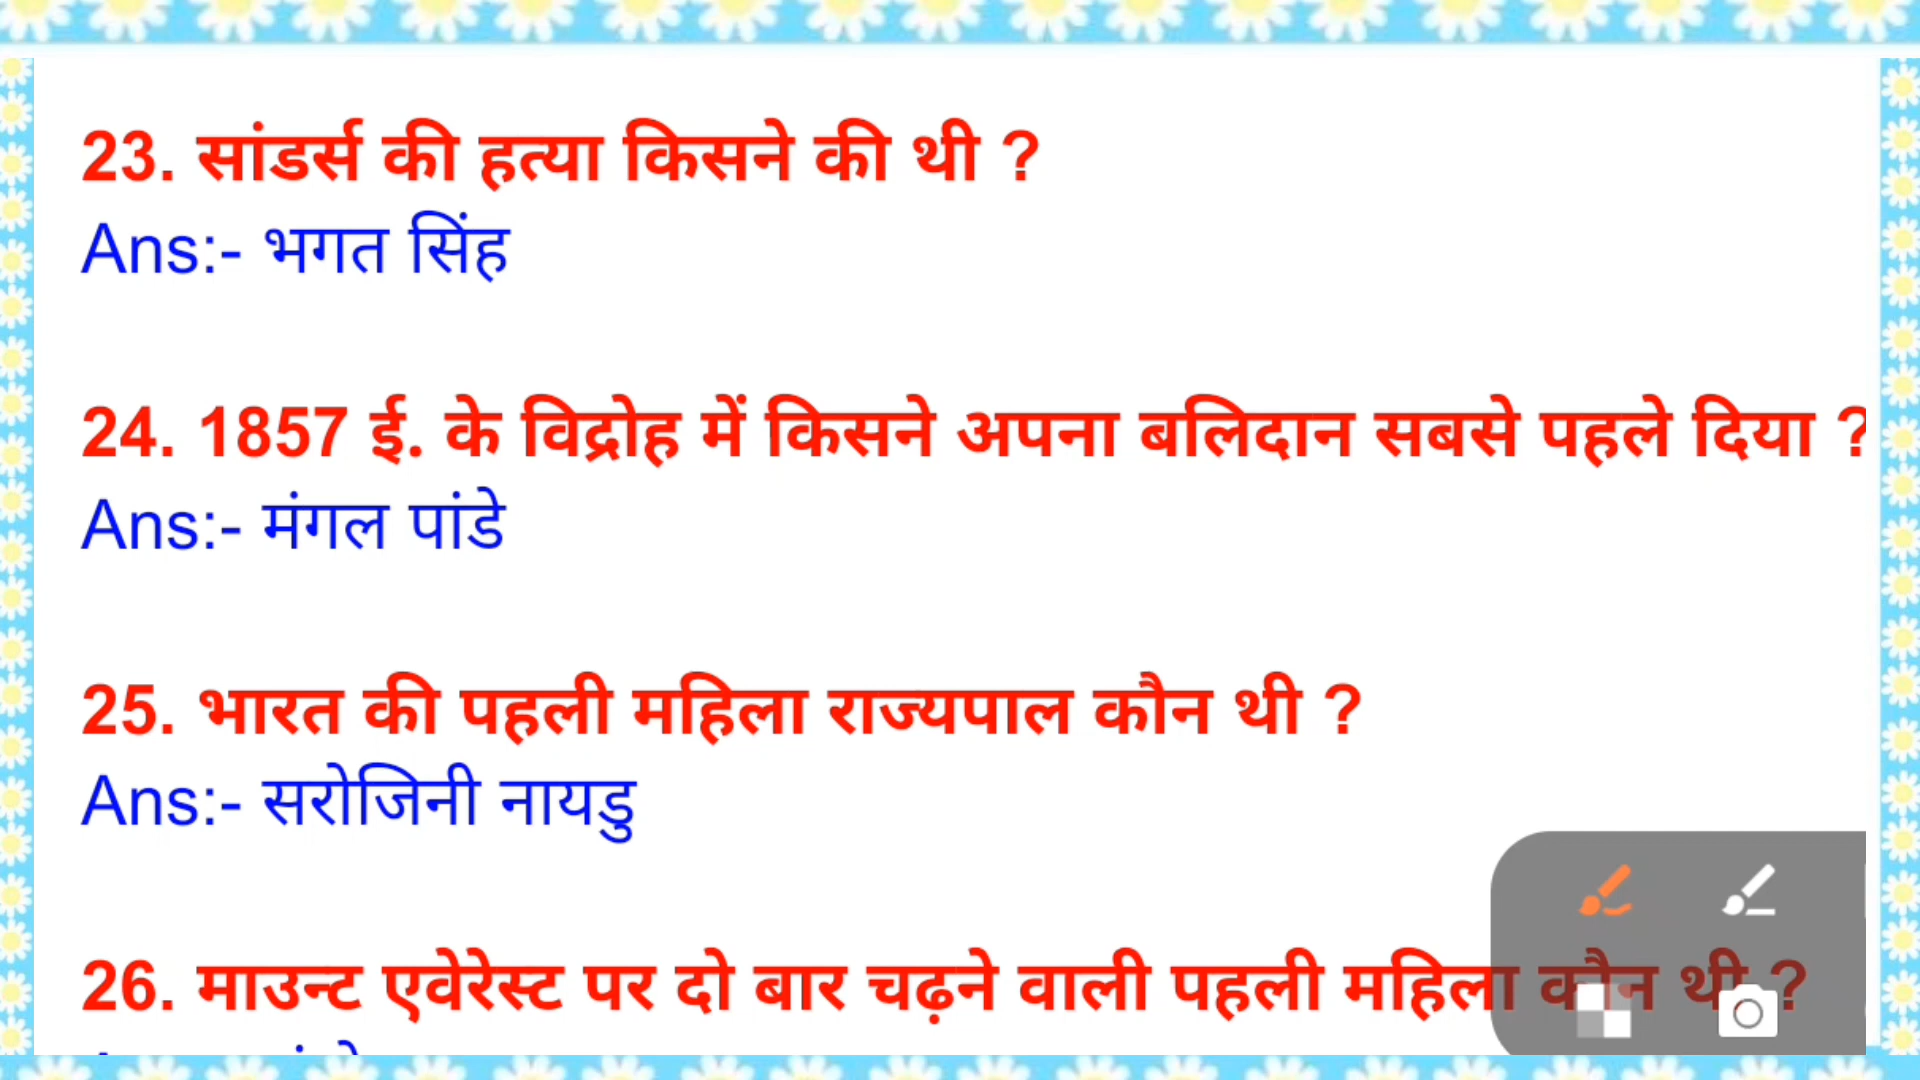 23. सांडर्स की हत्या किसने की थी ?
Ans:- भगत सिंह
24. 1857 ई. के विद्रोह में किसने अपना बलिदान सबसे पहले दिया ?
Ans:- मंगल पांडे
25. भारत की पहली महिला राज्यपाल कौन थी ?
Ans:- सरोजिनी नायडु
26. माउन्ट एवेरेस्ट पर दो बार चढ़ने वाली पहली महिला कौन थी ?